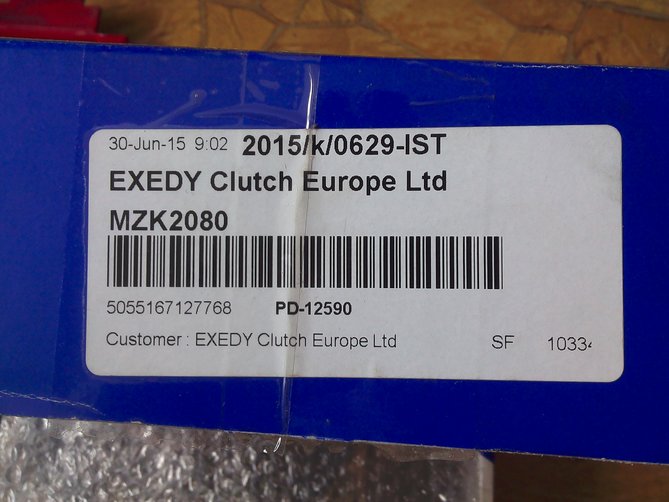 30-Jun-15 9:02 2015/k/0629-IST
EXEDY Clutch Europe Ltd
MZK2080
5055167127768 PD-12590
Customer : EXEDY Clutch Europe Ltd SF 1033